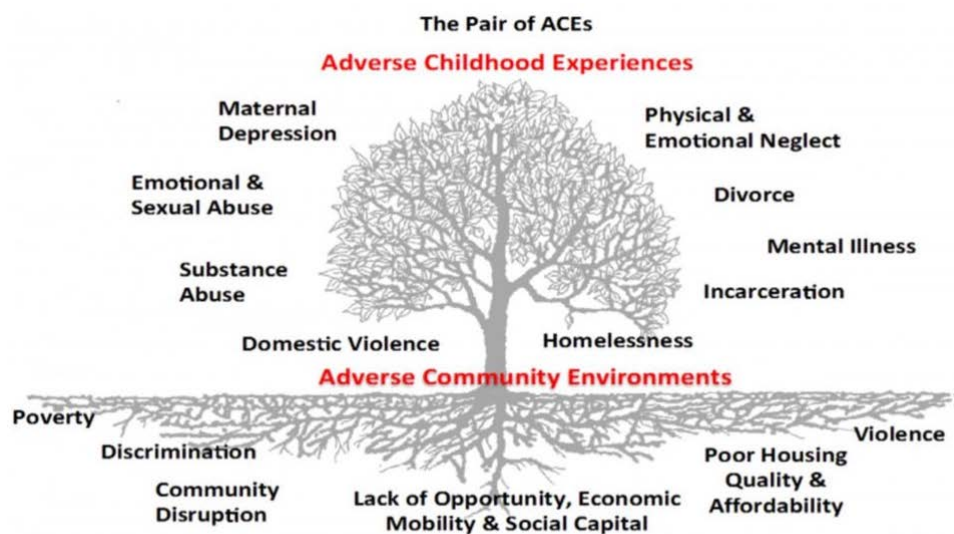 The Pair of ACEs
Adverse Childhood Experiences
Maternal
Depression
Physical &
Emotional Neglect
Emotional &
Sexual Abuse
Divorce
Mental Illness
Substance
Abuse
Incarceration
Domestic Violence
Homelessness
Adverse Community Environments
Poverty
Discrimination
Community
Disruption
Lack of Opportunity, Economic
Mobility & Social Capital
Poor Housing
Quality &
Affordability
Violence